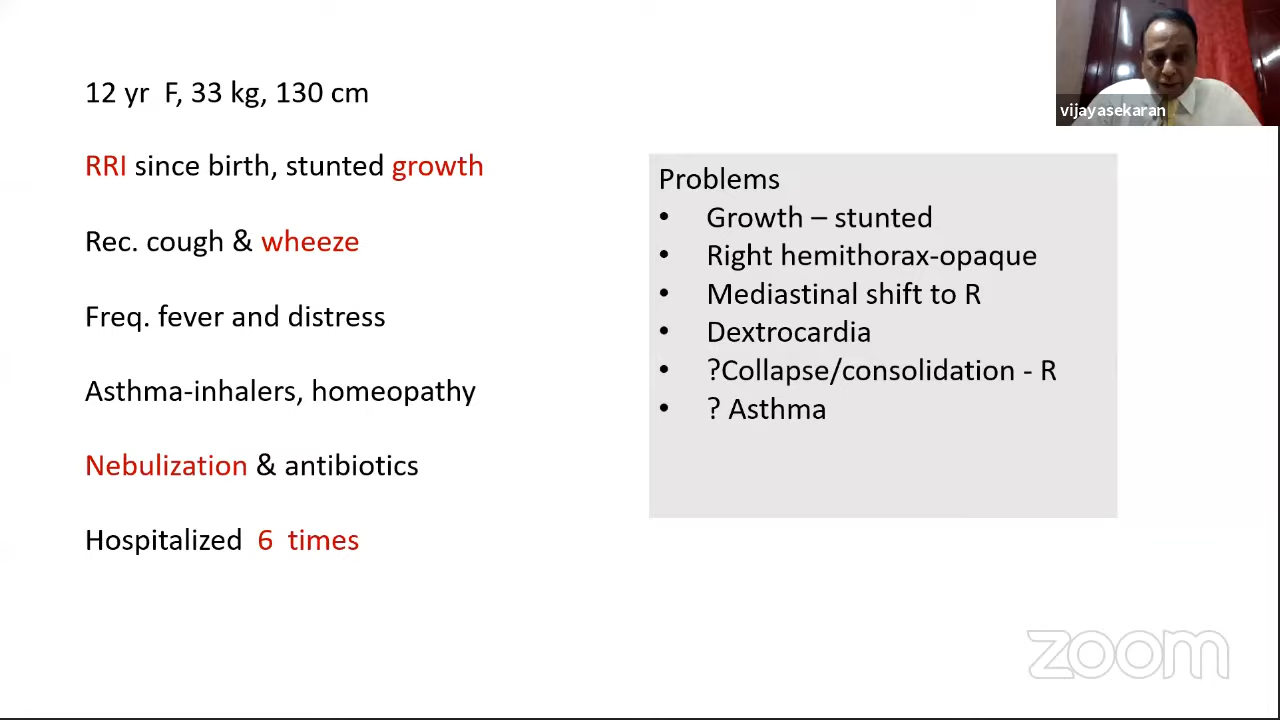 12 yr F, 33 kg, 130 cm
RRI since birth, stunted growth
Rec. cough & wheeze
Freq. fever and distress
Asthma-inhalers, homeopathy
Nebulization & antibiotics
Hospitalized 6 times
Problems
• Growth – stunted
• Right hemithorax-opaque
• Mediastinal shift to R
• Dextrocardia
• ?Collapse/consolidation - R
• ? Asthma
vijayasekaran
zoom